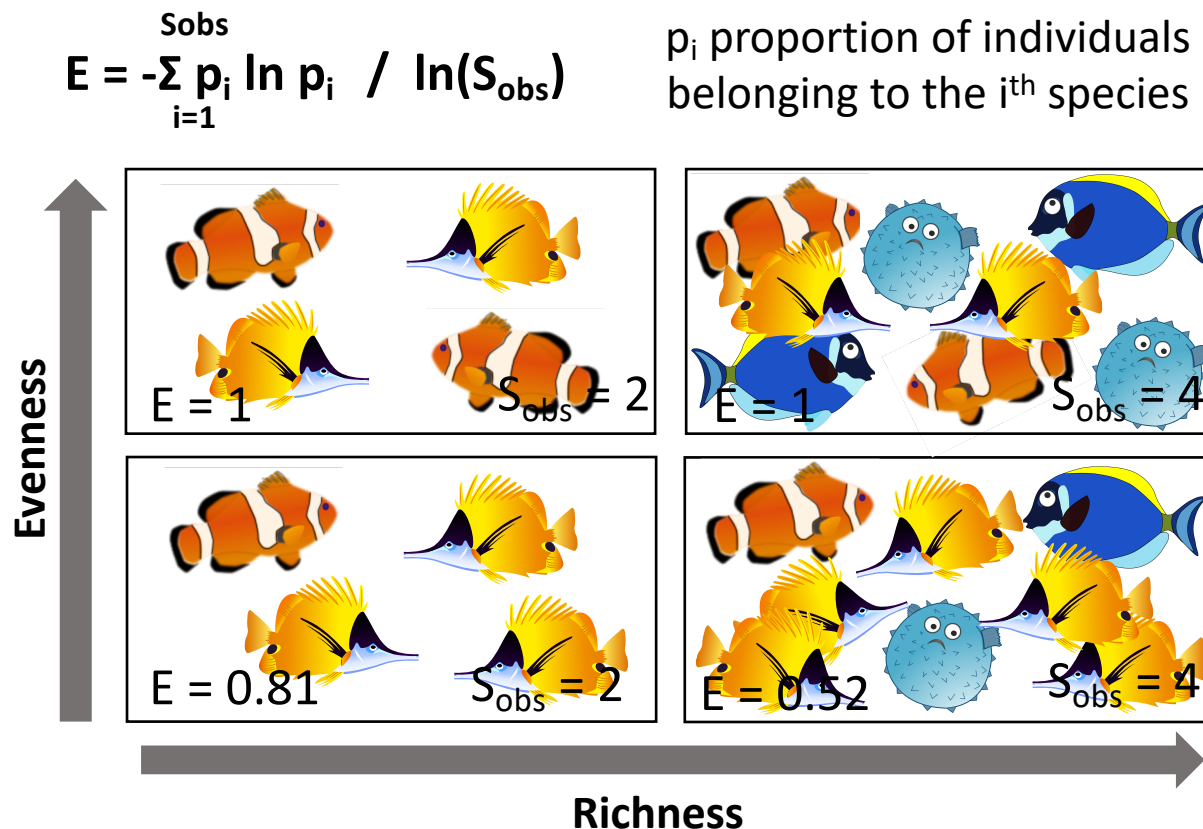 Sobs
E = -Σ pi ln pi / ln(Sobs)
i=1
pi proportion of individuals
belonging to the ith species
Evenness
E = 1
Sobs = 2
E = 1
Sobs = 4
E = 0.81
Sobs = 2
E = 0.52
Sobs = 4
Richness